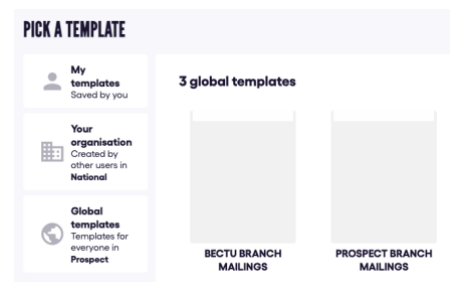 PICK A TEMPLATE
My
templates
Saved by you
Your
organisation
Created by
other users in
National
Global
templates
Templates for
everyone in
Prospect
3 global templates
BECTU BRANCH
MAILINGS
PROSPECT BRANCH
MAILINGS